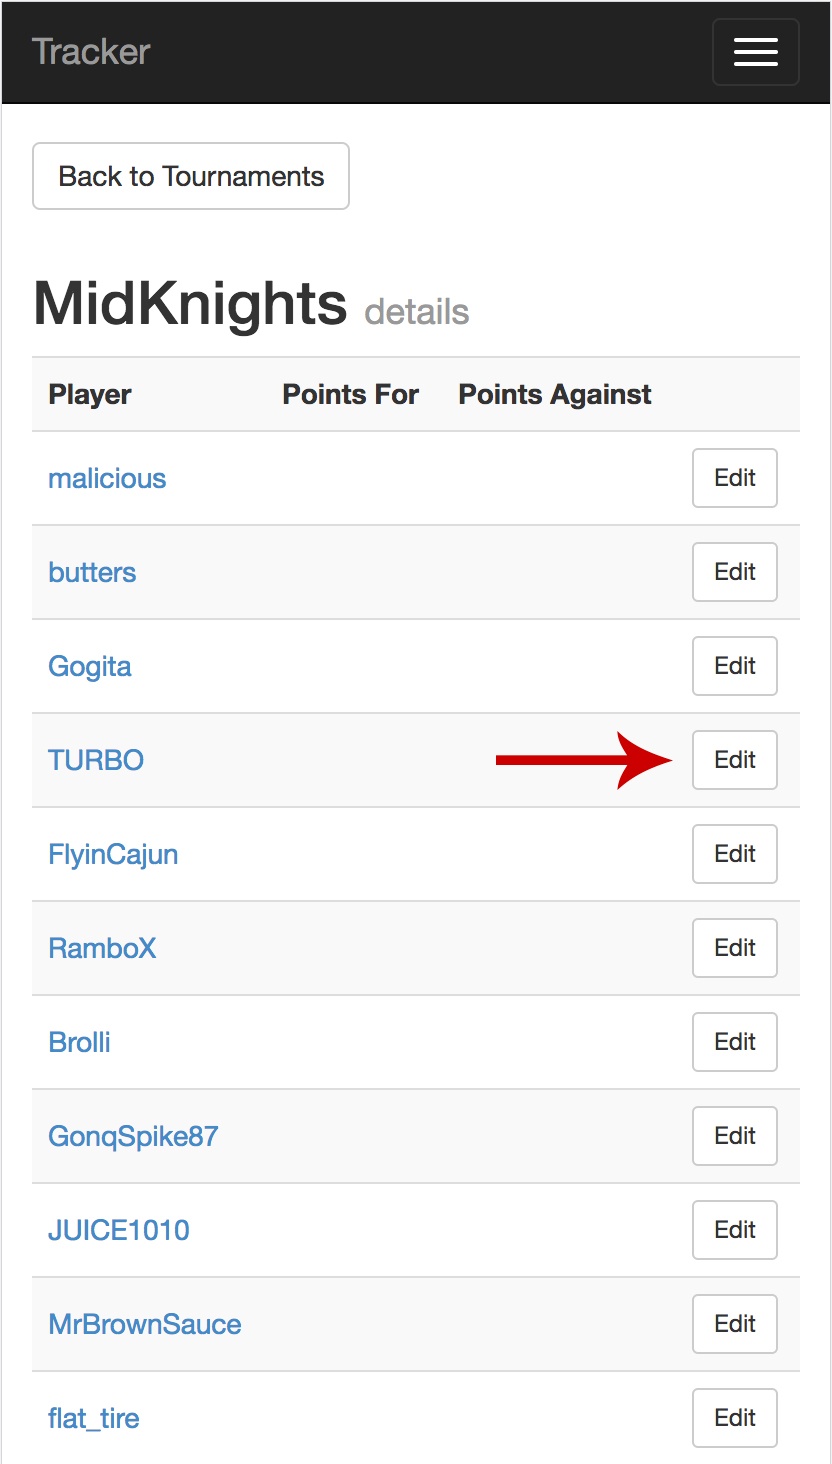 Tracker
Back to Tournaments
MidKnights details
Player Points For Points Against
malicious Edit
butters Edit
Gogita Edit
TURBO Edit
FlyinCajun Edit
RamboX Edit
Brolli Edit
GonqSpike87 Edit
JUICE1010 Edit
MrBrownSauce Edit
flat_tire Edit